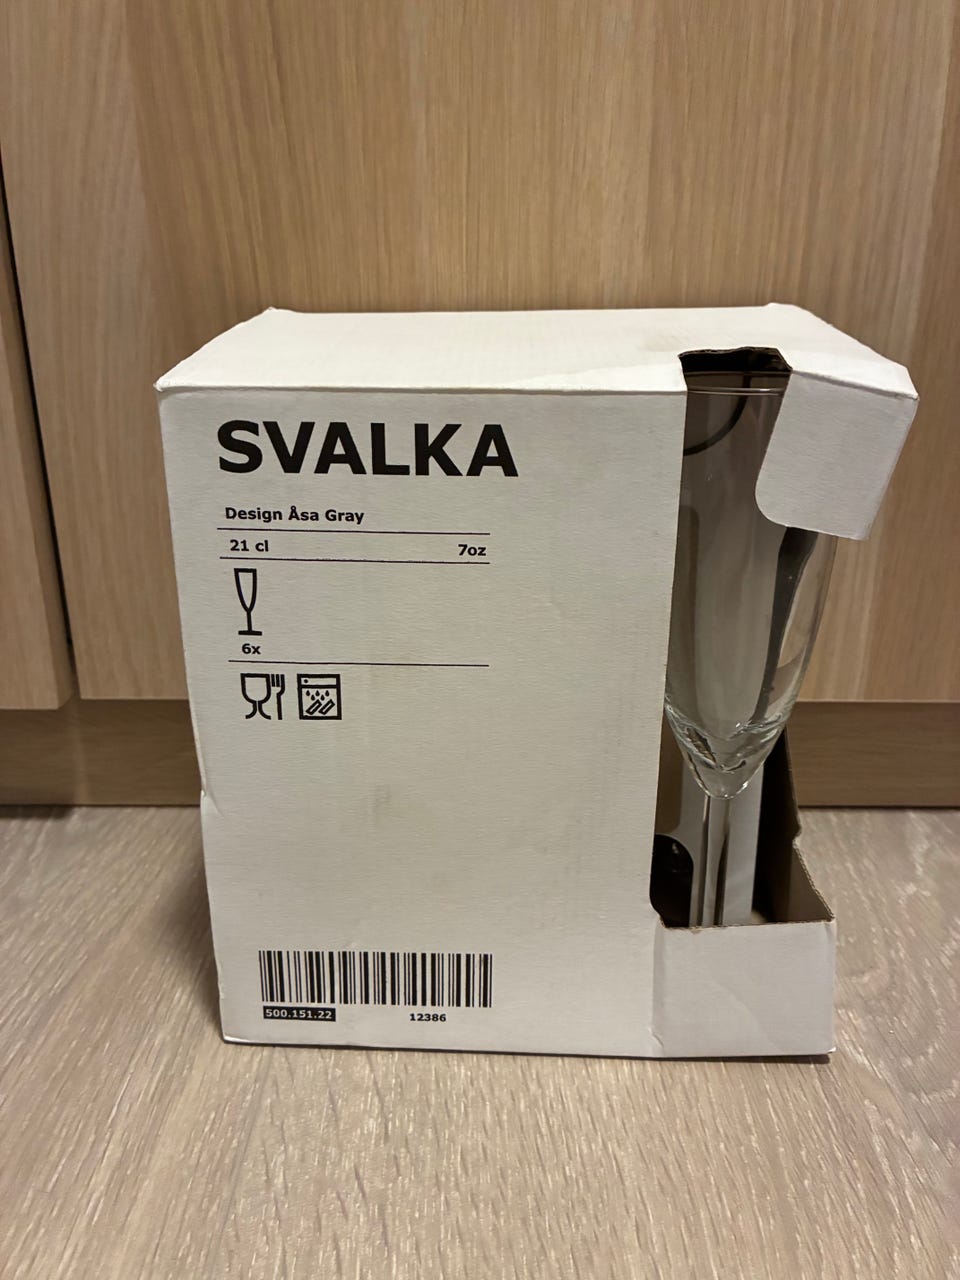 SVALKA
Design Åsa Gray
21 cl 7oz
6x
500.151.22 12386